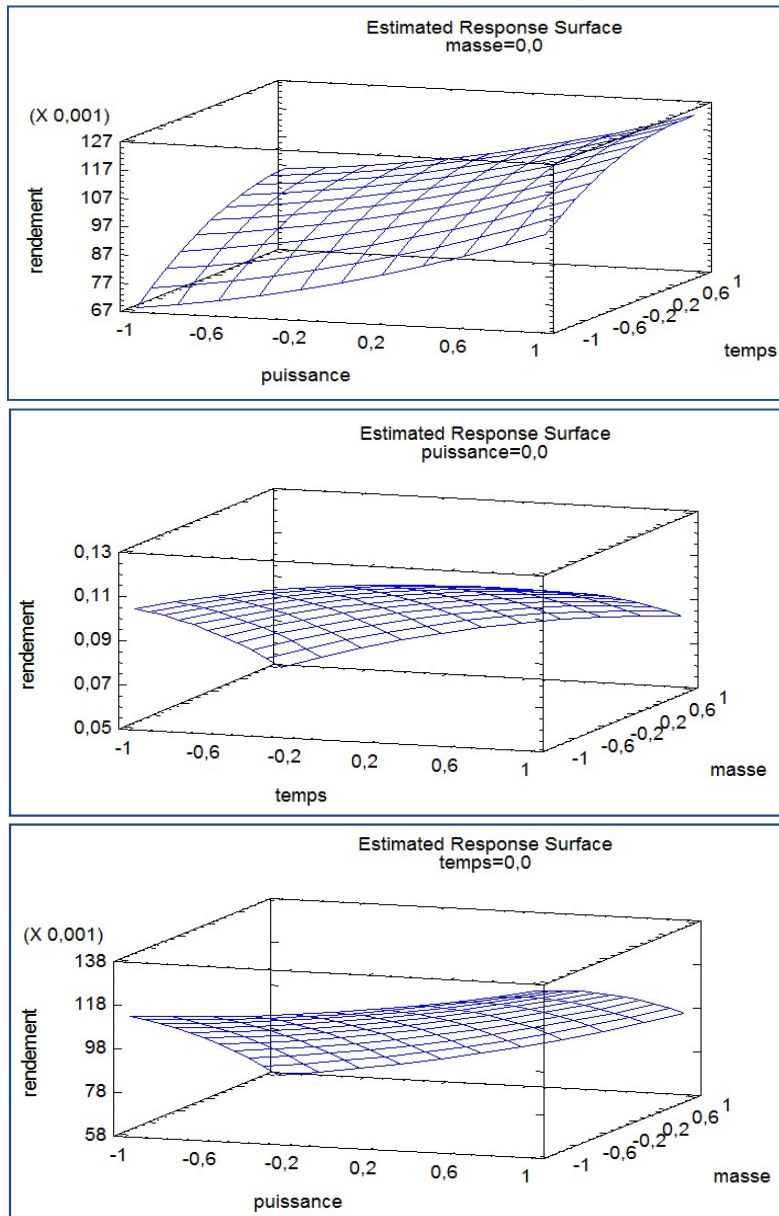 Estimated Response Surface
masse=0,0
(X 0,001)
127
117
107
97
87
77
67
rendement
-1 -0,6 -0,2 0,2 0,6 1
puissance
-1 -0,6 -0,2 0,2 0,6 1
temps
Estimated Response Surface
puissance=0,0
0,13
0,11
0,09
0,07
0,05
rendement
-1 -0,6 -0,2 0,2 0,6 1
temps
-1 -0,6 -0,2 0,2 0,6 1
masse
Estimated Response Surface
temps=0,0
(X 0,001)
138
118
98
78
58
rendement
-1 -0,6 -0,2 0,2 0,6 1
puissance
-1 -0,6 -0,2 0,2 0,6 1
masse